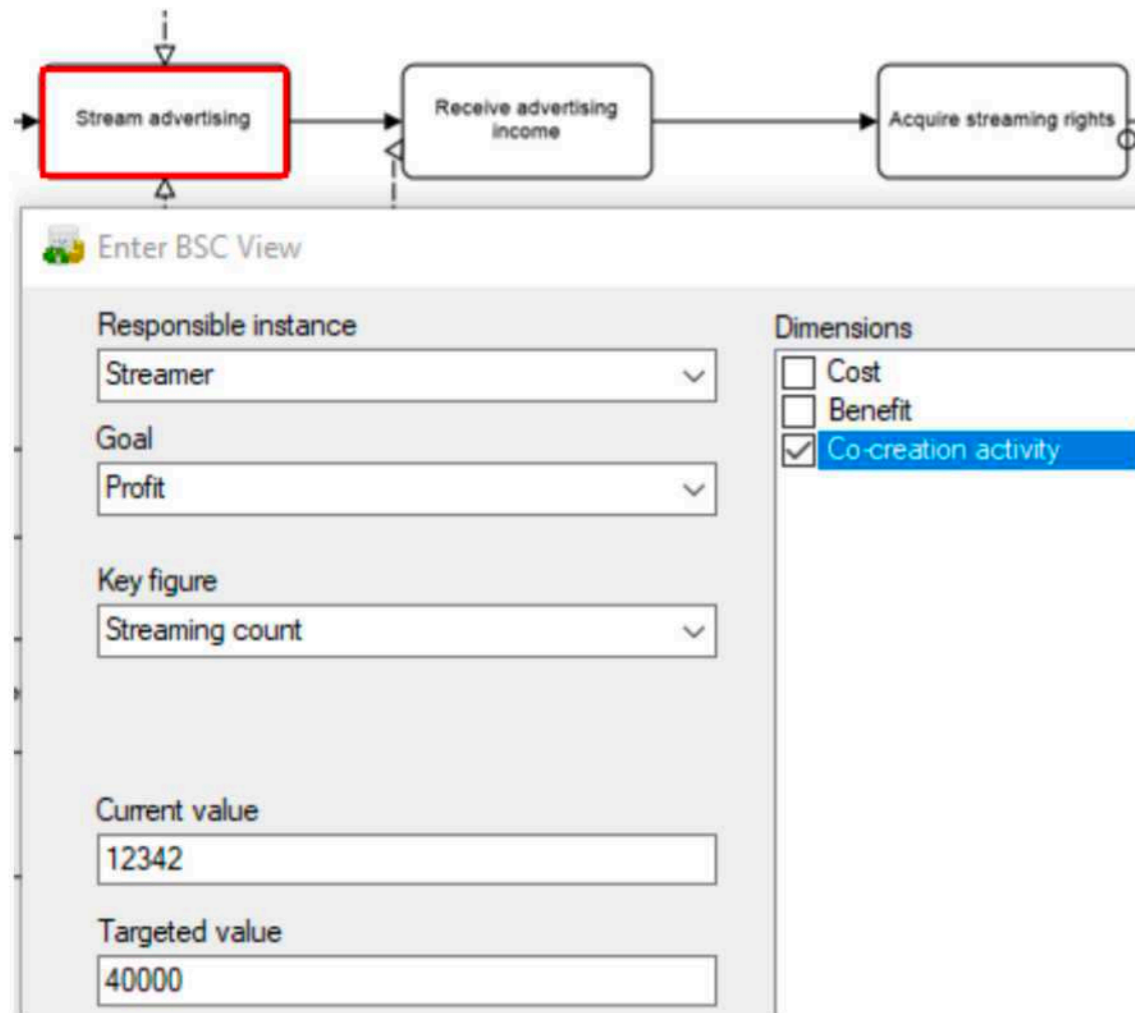 Stream advertising
Receive advertising
income
Acquire streaming rights
Enter BSC View
Responsible instance
Streamer
Goal
Profit
Key figure
Streaming count
Current value
12342
Targeted value
40000
Dimensions
Cost
Benefit
Co-creation activity